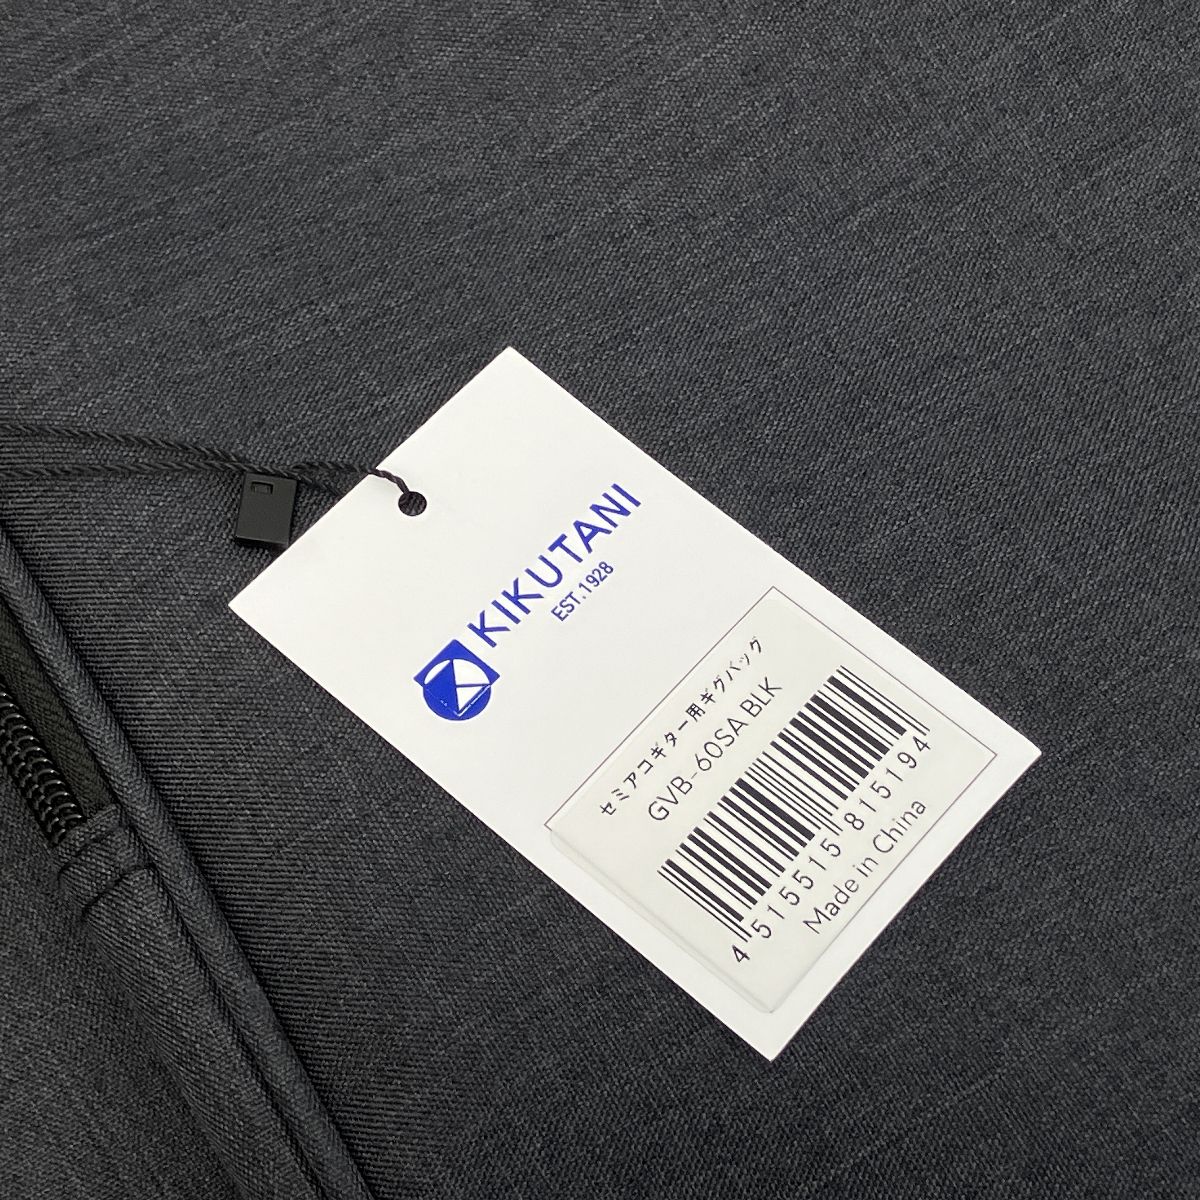 KIKUTANI
EST.1928
セミアコギター用ギグバッグ
GVB-60SA BLK
4 515515 815194
Made in China